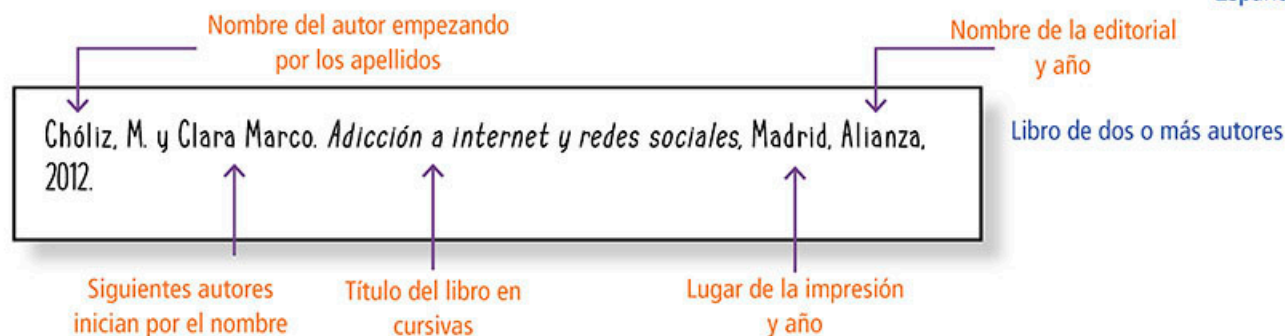 Nombre del autor empezando
por los apellidos
Nombre de la editorial
y año
Chóliz, M. y Clara Marco. Adicción a internet y redes sociales, Madrid, Alianza,
2012.
Libro de dos o más autores
Siguientes autores
inician por el nombre
Título del libro en
cursivas
Lugar de la impresión
y año